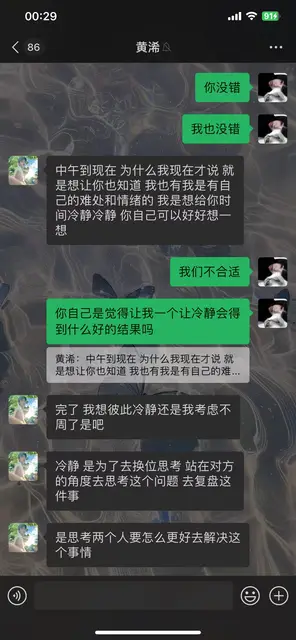 00:29
91
86
黄浠
你没错
我也没错
中午到现在 为什么我现在才说 就
是想让你也知道 我也有我是有自
己的难处和情绪的 我是想给你时
间冷静冷静 你自己可以好好想一
想
我们不合适
你自己是觉得让我一个让冷静会得
到什么好的结果吗
黄浠：中午到现在 为什么我现在才说 就
是想让你也知道 我也有我是有自己的难...
完了 我想彼此冷静还是我考虑不
周了是吧
冷静 是为了去换位思考 站在对方
的角度去思考这个问题 去复盘这
件事
是思考两个人要怎么更好去解决这
个事情